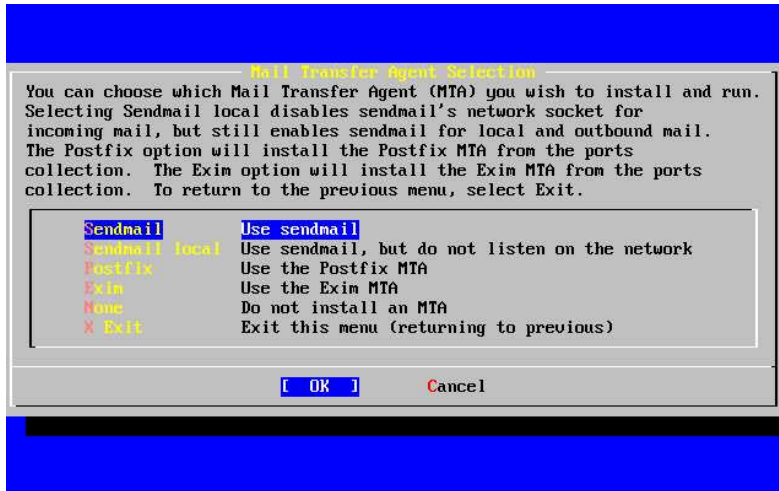 Mail Transfer Agent Selection
You can choose which Mail Transfer Agent (MTA) you wish to install and run.
Selecting Sendmail local disables sendmail's network socket for
incoming mail, but still enables sendmail for local and outbound mail.
The Postfix option will install the Postfix MTA from the ports
collection.  The Exim option will install the Exim MTA from the ports
collection.  To return to the previous menu, select Exit.
Sendmail Use sendmail
Sendmail local Use sendmail, but do not listen on the network
Postfix Use the Postfix MTA
Exim Use the Exim MTA
None Do not install an MTA
X Exit Exit this menu (returning to previous)
[ OK ] Cancel